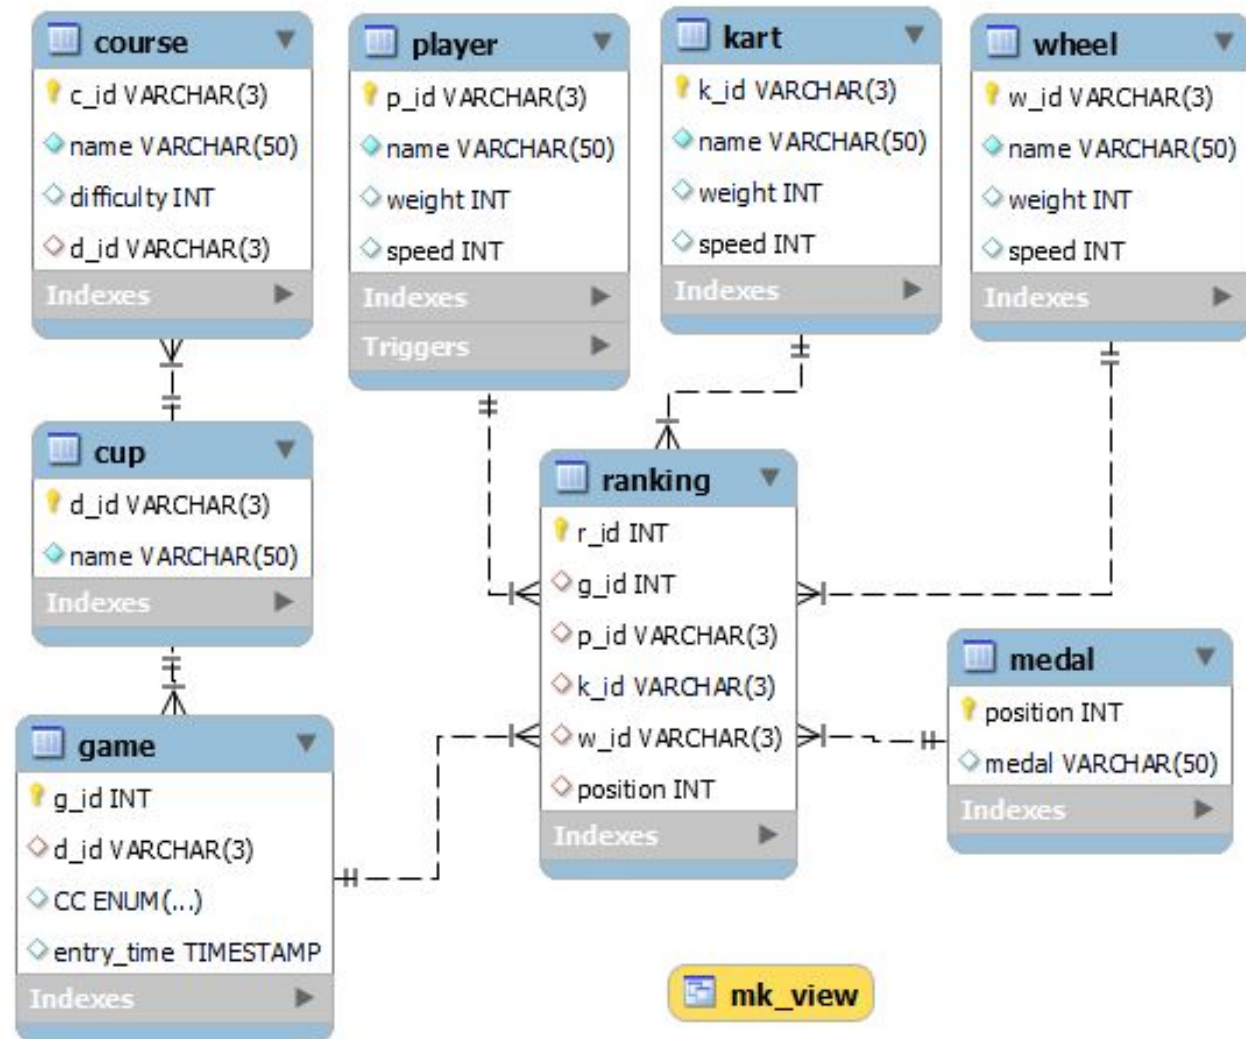 course
c_id VARCHAR(3)
name VARCHAR(50)
difficulty INT
d_id VARCHAR(3)
Indexes
player
p_id VARCHAR(3)
name VARCHAR(50)
weight INT
speed INT
Indexes
Triggers
kart
k_id VARCHAR(3)
name VARCHAR(50)
weight INT
speed INT
Indexes
wheel
w_id VARCHAR(3)
name VARCHAR(50)
weight INT
speed INT
Indexes
cup
d_id VARCHAR(3)
name VARCHAR(50)
Indexes
ranking
r_id INT
g_id INT
p_id VARCHAR(3)
k_id VARCHAR(3)
w_id VARCHAR(3)
position INT
Indexes
medal
position INT
medal VARCHAR(50)
Indexes
game
g_id INT
d_id VARCHAR(3)
CC ENUM(...)
entry_time TIMESTAMP
Indexes
mk_view